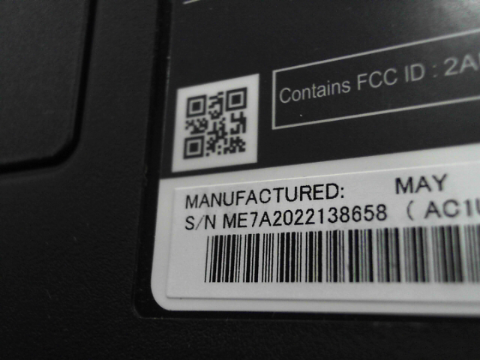 Contains FCC ID : 2A
MANUFACTURED: MAY
S/N ME7A2022138658 ( AC1